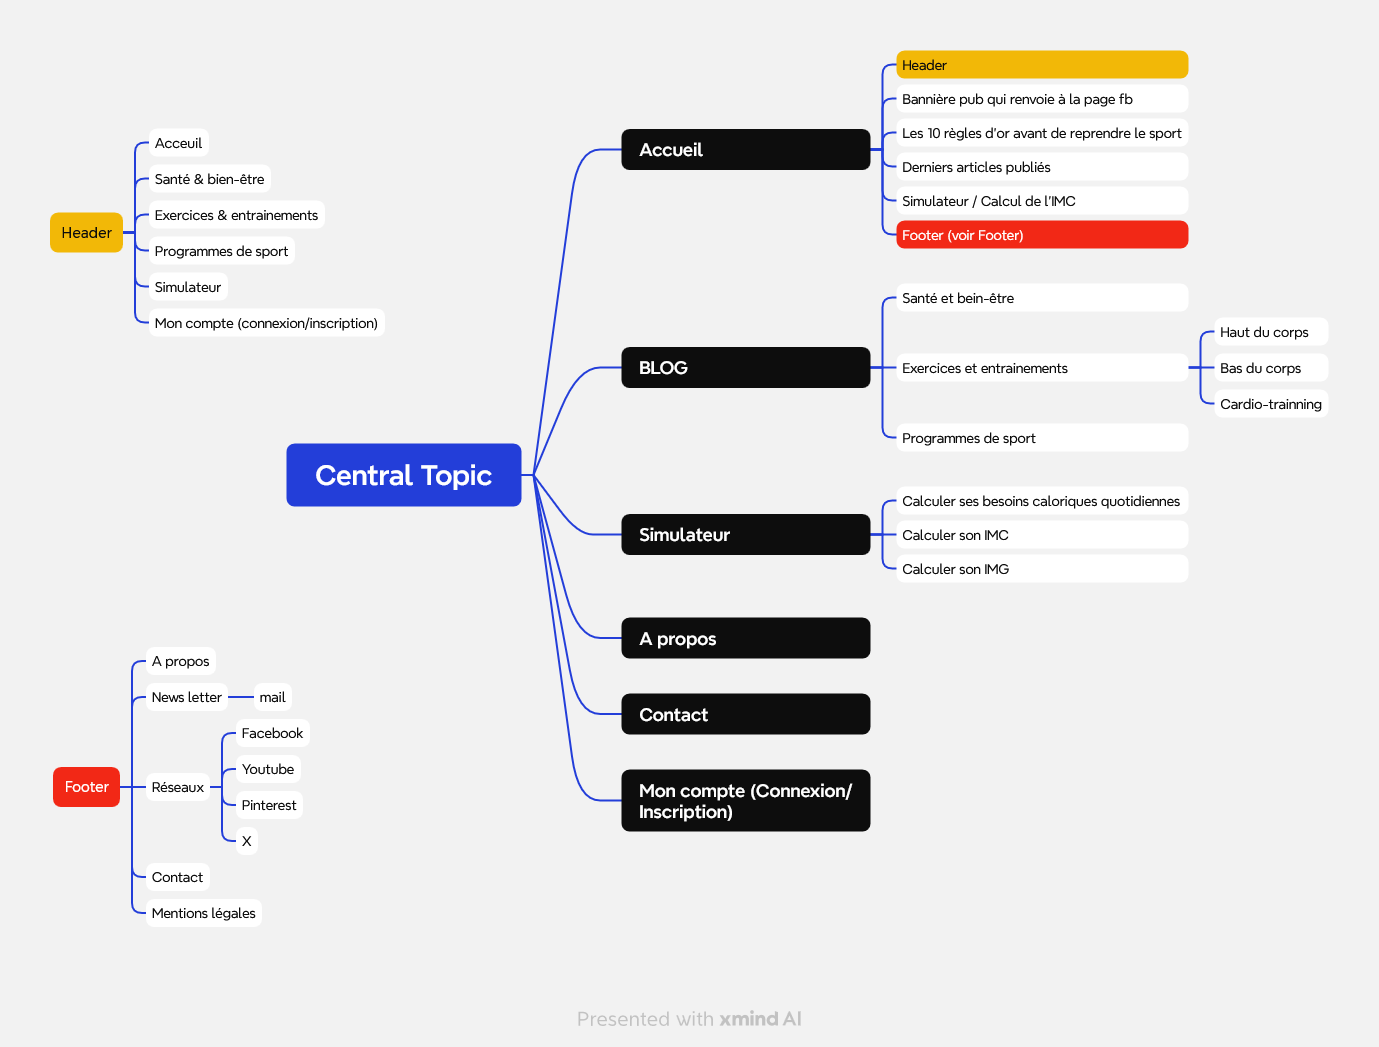 Header
Acceuil
Santé & bien-être
Exercices & entrainements
Programmes de sport
Simulateur
Mon compte (connexion/inscription)
Central Topic
Accueil
Header
Bannière pub qui renvoie à la page fb
Les 10 règles d'or avant de reprendre le sport
Derniers articles publiés
Simulateur / Calcul de l'IMC
Footer (voir Footer)
BLOG
Santé et bein-être
Exercices et entrainements
Haut du corps
Bas du corps
Cardio-trainning
Programmes de sport
Simulateur
Calculer ses besoins caloriques quotidiennes
Calculer son IMC
Calculer son IMG
A propos
Contact
Mon compte (Connexion/
Inscription)
Footer
A propos
News letter
mail
Réseaux
Facebook
Youtube
Pinterest
X
Contact
Mentions légales
Presented with xmind AI